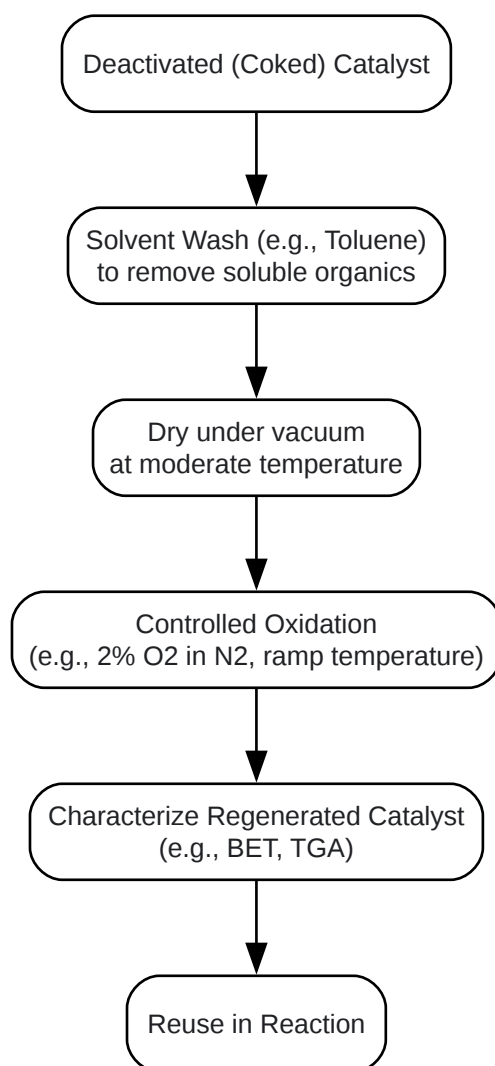 Deactivated (Coked) Catalyst
Solvent Wash (e.g., Toluene)
to remove soluble organics
Dry under vacuum
at moderate temperature
Controlled Oxidation
(e.g., 2% O2 in N2, ramp temperature)
Characterize Regenerated Catalyst
(e.g., BET, TGA)
Reuse in Reaction